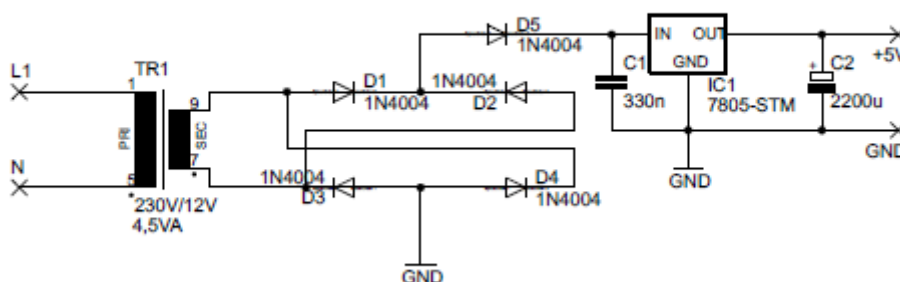 D5
1N4004
IN
OUT
GND
+5V
C1
330n
IC1
7805-STM
C2
+
2200u
GND
L1
TR1
1
9
PRI
SEC
D1
1N4004
1N4004
D2
N
5
7
230V/12V
4,5VA
1N4004
D3
D4
1N4004
GND
GND